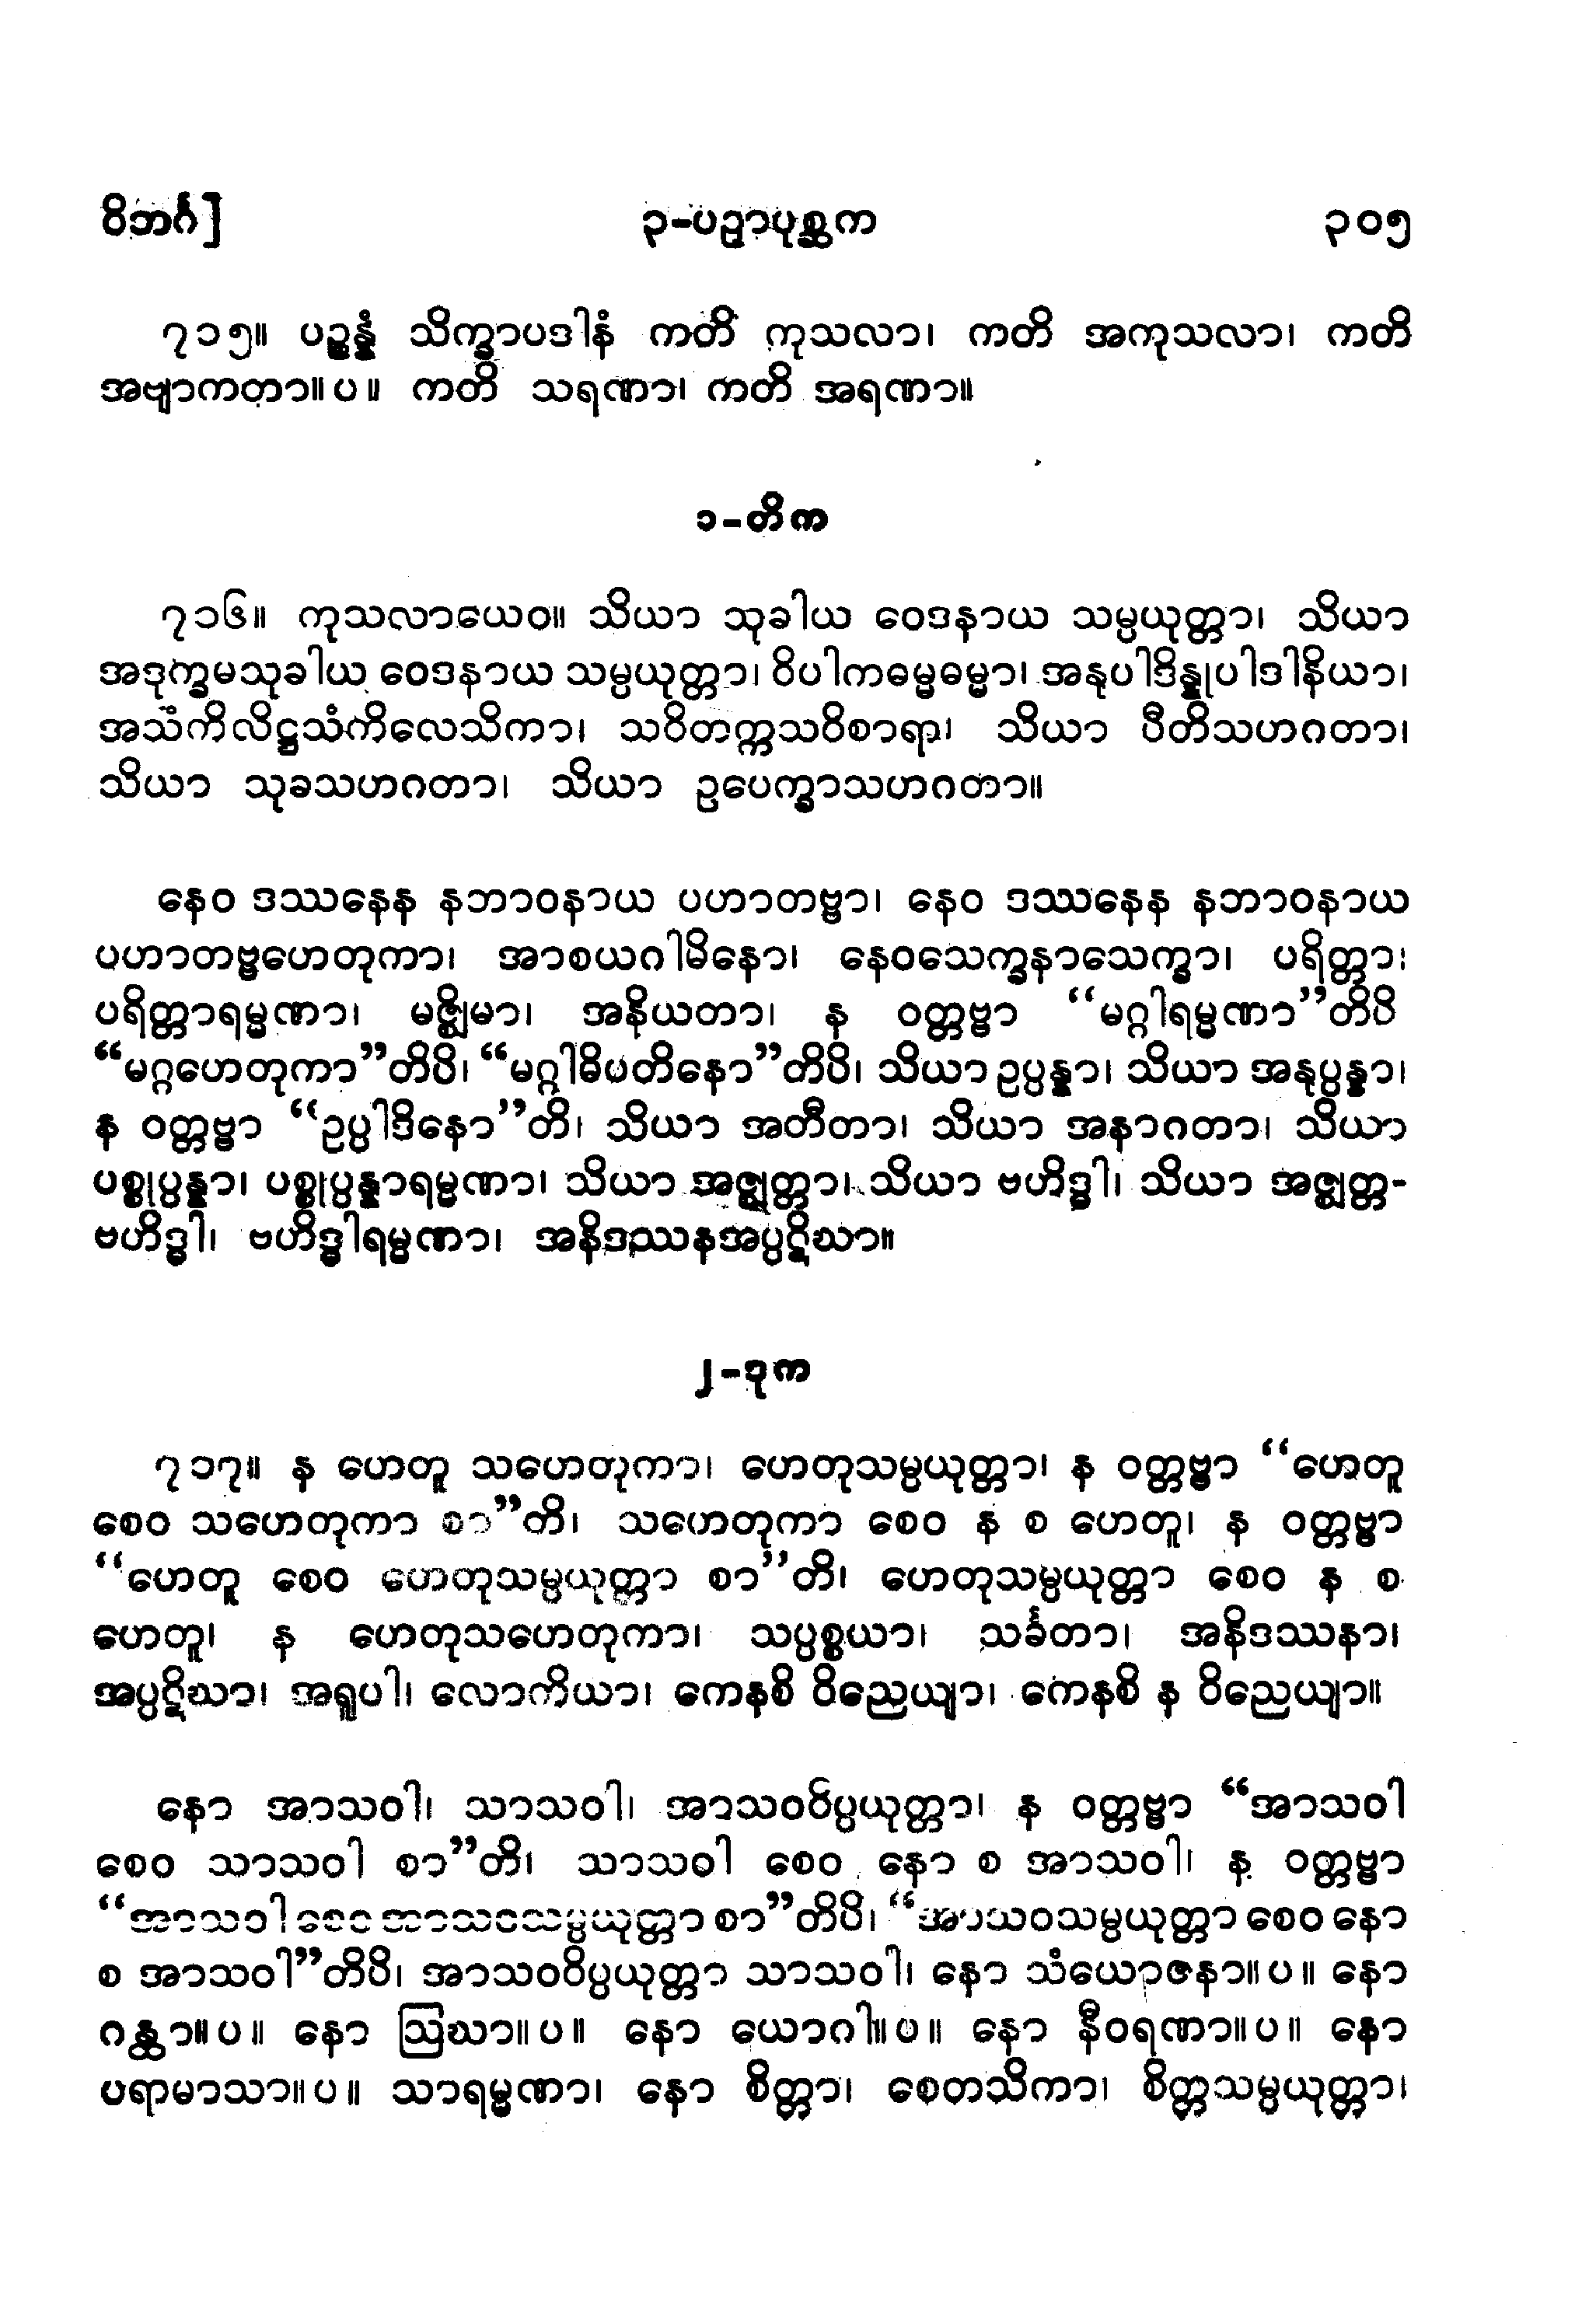 ဝိဘင်္ဂ] ၃-ပဉှာပုစ္ဆက ၃၀၅
၇၁၅။ ပဉ္စန္နံ သိက္ခာပဒါနံ ကတိ ကုသလာ၊ ကတိ အကုသလာ၊ ကတိ
အဗျာကတာ။ပ။ ကတိ သရဏာ၊ ကတိ အရဏာ။
၁-တိက
၇၁၆။ ကုသလာယေဝ။ သိယာ သုခါယ ဝေဒနာယ သမ္ပယုတ္တာ၊ သိယာ
အဒုက္ခမသုခါယ ဝေဒနာယ သမ္ပယုတ္တာ၊ ဝိပါကဓမ္မဓမ္မာ၊ အနုပါဒိန္နုပါဒါနိယာ၊
အသံကိလိဋ္ဌသံကိလေသိကာ၊ သဝိတက္ကသဝိစာရာ၊ သိယာ ပီတိသဟဂတာ၊
သိယာ သုခသဟဂတာ၊ သိယာ ဥပေက္ခာသဟဂတာ။
နေဝ ဒဿနေန နဘာဝနာယ ပဟာတဗ္ဗာ၊ နေဝ ဒဿနေန နဘာဝနာယ
ပဟာတဗ္ဗဟေတုကာ၊ အာစယဂါမိနော၊ နေဝသေက္ခနာသေက္ခာ၊ ပရိတ္တာ၊
ပရိတ္တာရမ္မဏာ၊ မဇ္ဈိမာ၊ အနိယတာ၊ န ဝတ္တဗ္ဗာ “မဂ္ဂါရမ္မဏာ”တိပိ
“မဂ္ဂဟေတုကာ”တိပိ၊ “မဂ္ဂါဓိပတိနော”တိပိ၊ သိယာ ဥပ္ပန္နာ၊ သိယာ အနုပ္ပန္နာ၊
န ဝတ္တဗ္ဗာ “ဥပ္ပါဒိနော”တိ၊ သိယာ အတီတာ၊ သိယာ အနာဂတာ၊ သိယာ
ပစ္စုပ္ပန္နာ၊ ပစ္စုပ္ပန္နာရမ္မဏာ၊ သိယာ အဇ္ဈတ္တာ၊ သိယာ ဗဟိဒ္ဓါ၊ သိယာ အဇ္ဈတ္တ-
ဗဟိဒ္ဓါ၊ ဗဟိဒ္ဓါရမ္မဏာ၊ အနိဒဿနအပ္ပဋိဃာ။
၂-ဒုက
၇၁၇။ န ဟေတူ သဟေတုကာ၊ ဟေတုသမ္ပယုတ္တာ၊ န ဝတ္တဗ္ဗာ “ဟေတူ
စေဝ သဟေတုကာ စာ”တိ၊ သဟေတုကာ စေဝ န စ ဟေတူ၊ န ဝတ္တဗ္ဗာ
“ဟေတူ စေဝ ဟေတုသမ္ပယုတ္တာ စာ”တိ၊ ဟေတုသမ္ပယုတ္တာ စေဝ န စ
ဟေတူ၊ န ဟေတုသဟေတုကာ၊ သပ္ပစ္စယာ၊ သင်္ခတာ၊ အနိဒဿနာ၊
အပ္ပဋိဃာ၊ အရူပါ၊ လောကိယာ၊ ကေနစိ ဝိညေယျာ၊ ကေနစိ န ဝိညေယျာ။
နော အာသဝါ၊ သာသဝါ၊ အာသဝဝိပ္ပယုတ္တာ၊ န ဝတ္တဗ္ဗာ “အာသဝါ
စေဝ သာသဝါ စာ”တိ၊ သာသဝါ စေဝ နော စ အာသဝါ၊ န ဝတ္တဗ္ဗာ
“အာသဝါ စေဝ အာသဝသမ္ပယုတ္တာ စာ”တိပိ၊ “အာသဝသမ္ပယုတ္တာ စေဝ နော
စ အာသဝါ”တိပိ၊ အာသဝဝိပ္ပယုတ္တာ သာသဝါ၊ နော သံယောဇနာ။ပ။ နော
ဂန္ထာ။ပ။ နော ဩဃာ။ပ။ နော ယောဂါ။ပ။ နော နီဝရဏာ။ပ။ နော
ပရာမာသာ။ပ။ သာရမ္မဏာ၊ နော စိတ္တာ၊ စေတသိကာ၊ စိတ္တသမ္ပယုတ္တာ၊